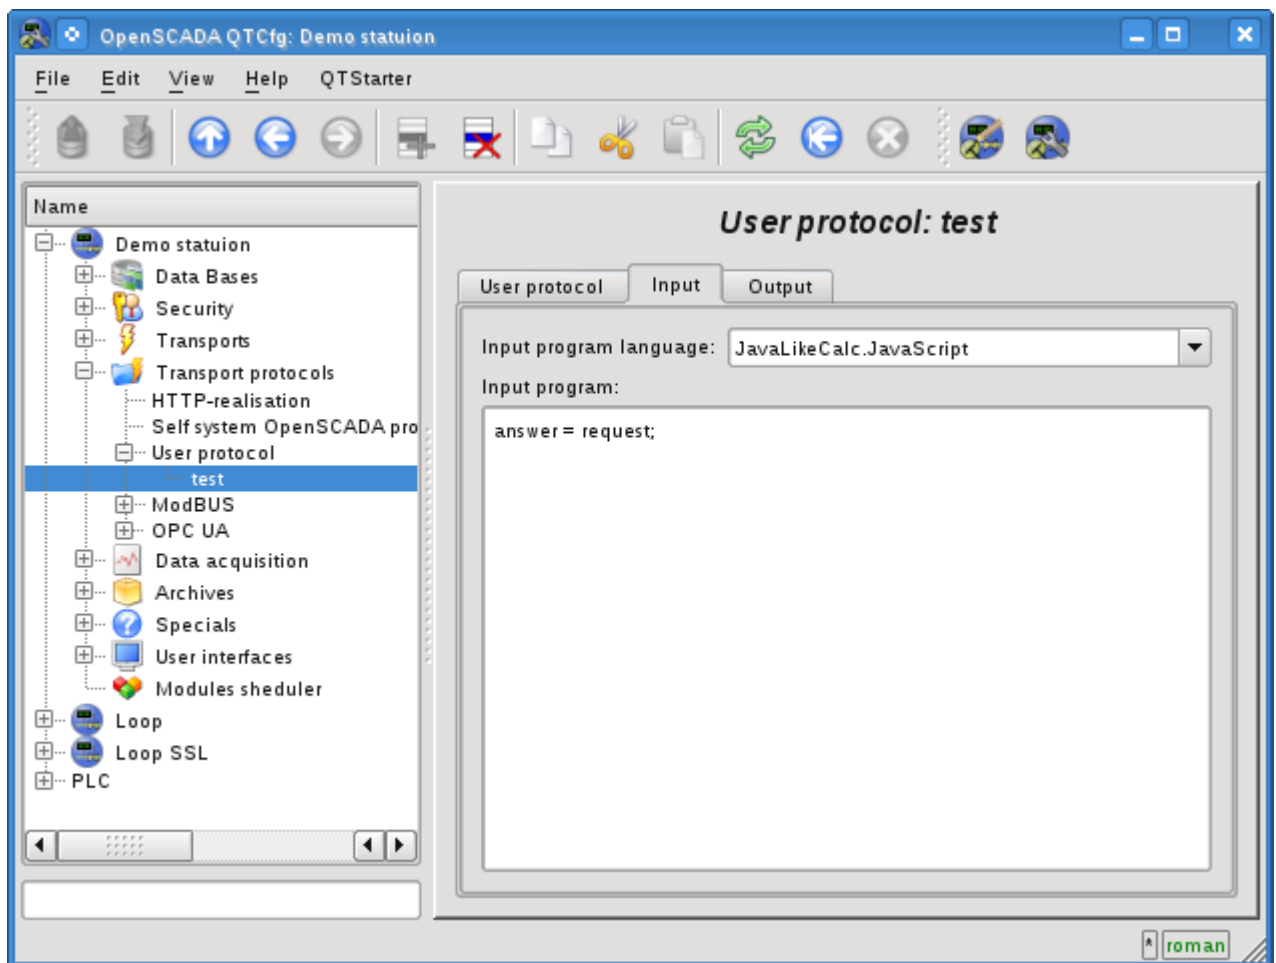 OpenSCADA QTCfg: Demo statuion
File Edit View Help QTStarter
Name
Demo statuion
Data Bases
Security
Transports
Transport protocols
HTTP-realisation
Self system OpenSCADA pro
User protocol
test
ModBUS
OPC UA
Data acquisition
Archives
Specials
User interfaces
Modules sheduler
Loop
Loop SSL
PLC
User protocol: test
User protocol Input Output
Input program language: JavaLikeCalc.JavaScript
Input program:
answer = request;
* roman